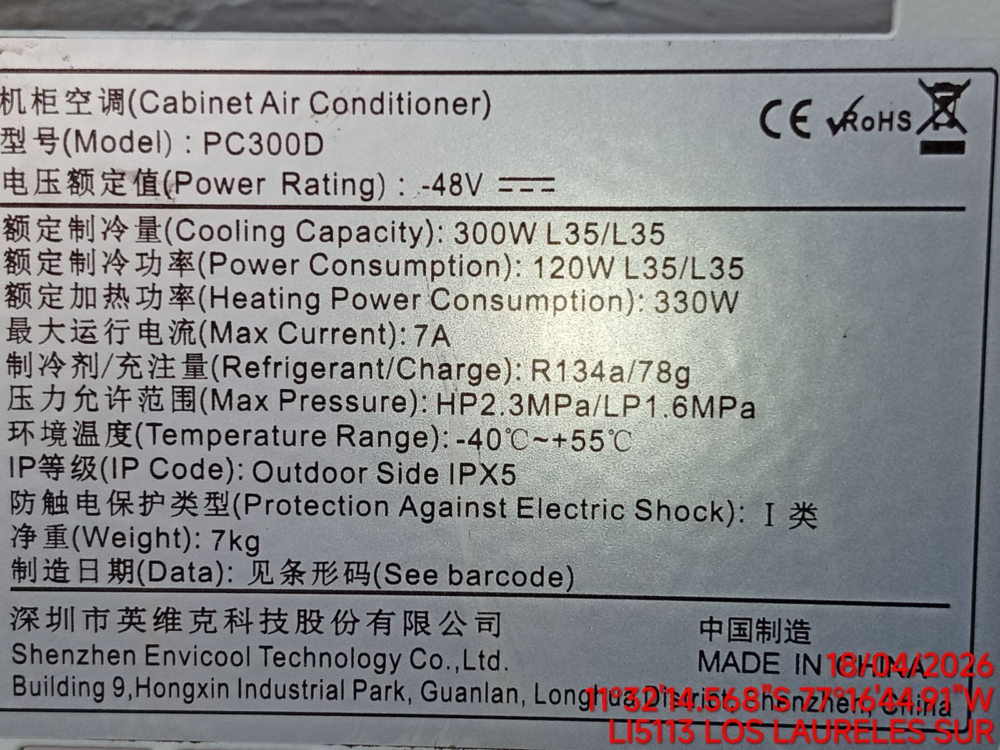 机柜空调(Cabinet Air Conditioner)
CE RoHS
型号(Model) : PC300D
电压额定值(Power Rating) : -48V
额定制冷量(Cooling Capacity): 300W L35/L35
额定制冷功率(Power Consumption): 120W L35/L35
额定加热功率(Heating Power Consumption): 330W
最大运行电流(Max Current): 7A
制冷剂/充注量(Refrigerant/Charge): R134a/78g
压力允许范围(Max Pressure): HP2.3MPa/LP1.6MPa
环境温度(Temperature Range): -40℃~+55℃
IP等级(IP Code): Outdoor Side IPX5
防触电保护类型(Protection Against Electric Shock): I 类
净重(Weight): 7kg
制造日期(Data): 见条形码(See barcode)
深圳市英维克科技股份有限公司
Shenzhen Envicool Technology Co.,Ltd.
Building 9,Hongxin Industrial Park, Guanlan, Longhua District, Shenzhen, China
中国制造
MADE IN CHINA
18/04/2026
11°32'14.568"S 77°16'44.91"W
LI5113 LOS LAURELES SUR